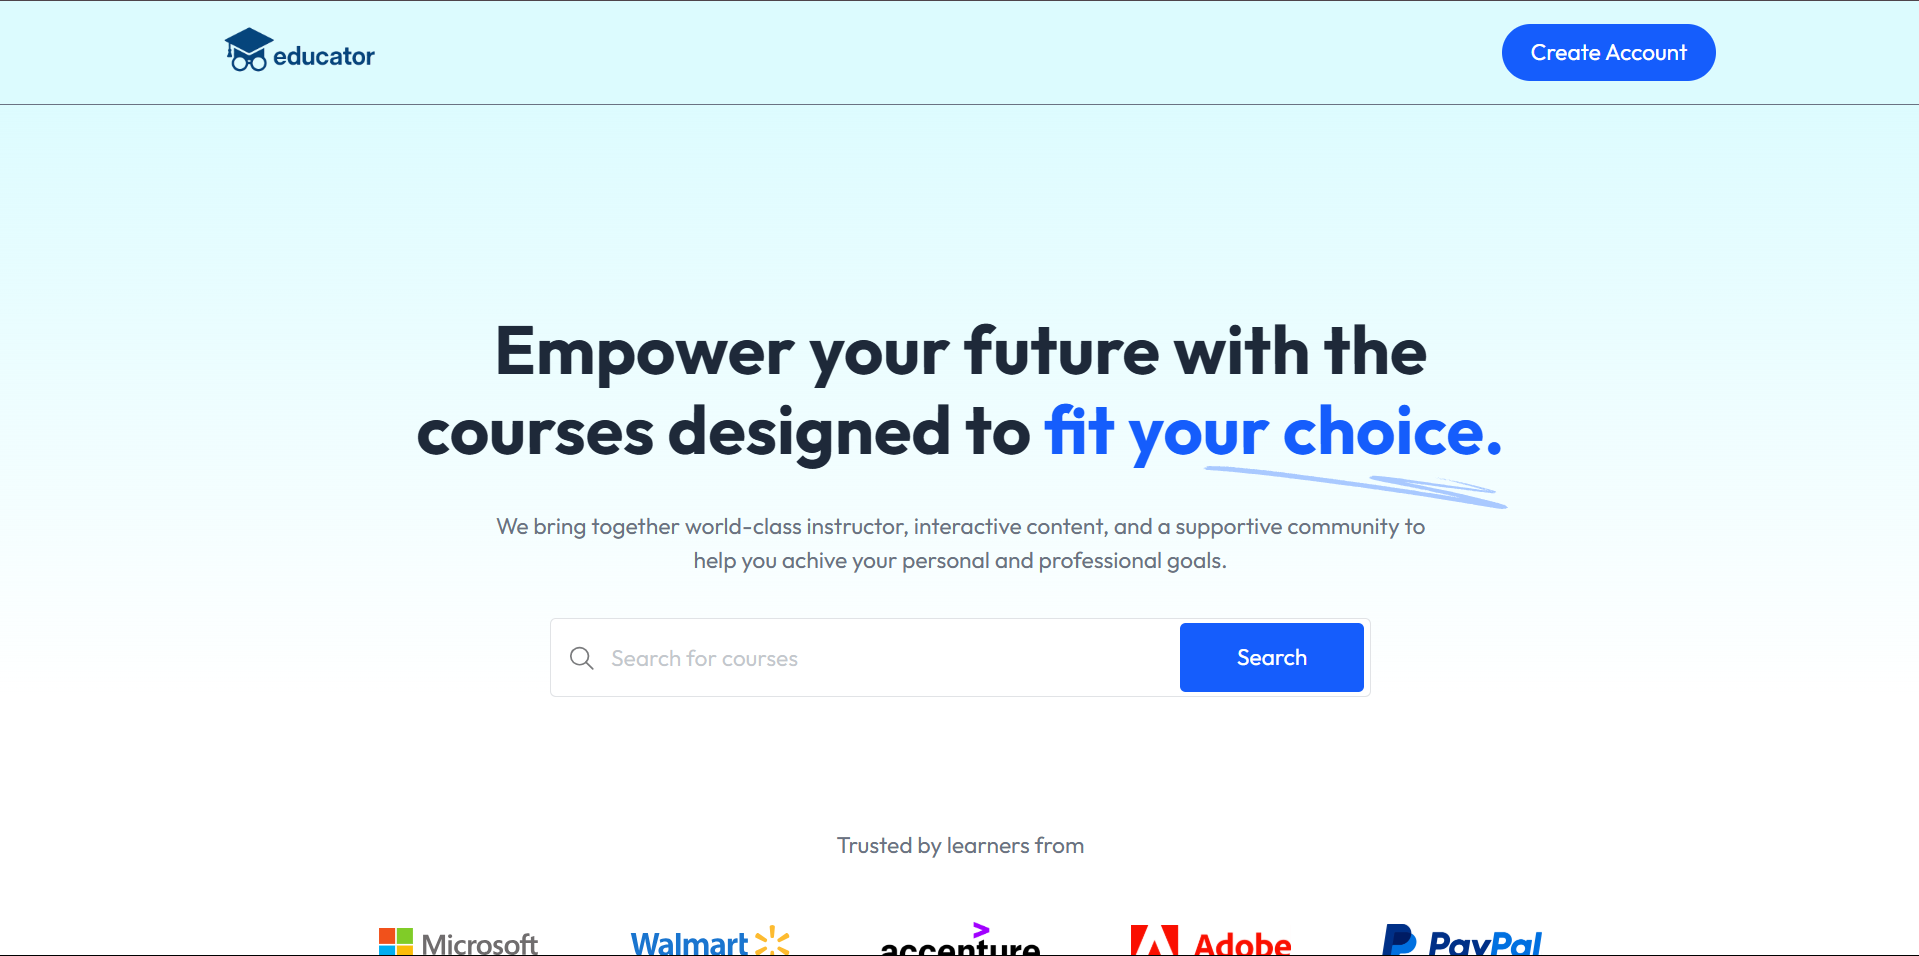 educator
Create Account
Empower your future with the
courses designed to fit your choice.
We bring together world-class instructor, interactive content, and a supportive community to
help you achive your personal and professional goals.
Search for courses
Search
Trusted by learners from
Microsoft
Walmart
accenture
Adobe
PayPal